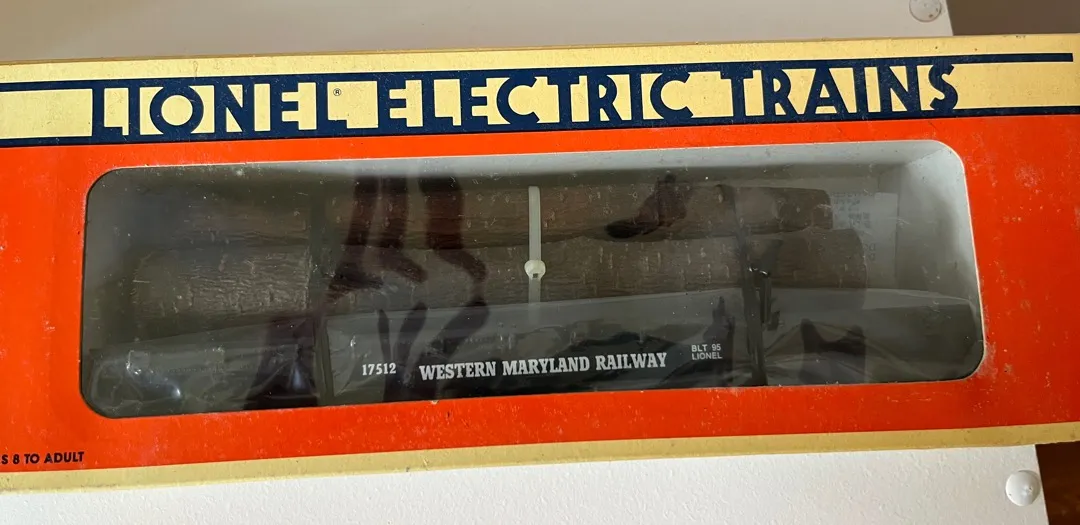 LIONEL® ELECTRIC TRAINS
17512 WESTERN MARYLAND RAILWAY
BLT 95
LIONEL
S 8 TO ADULT